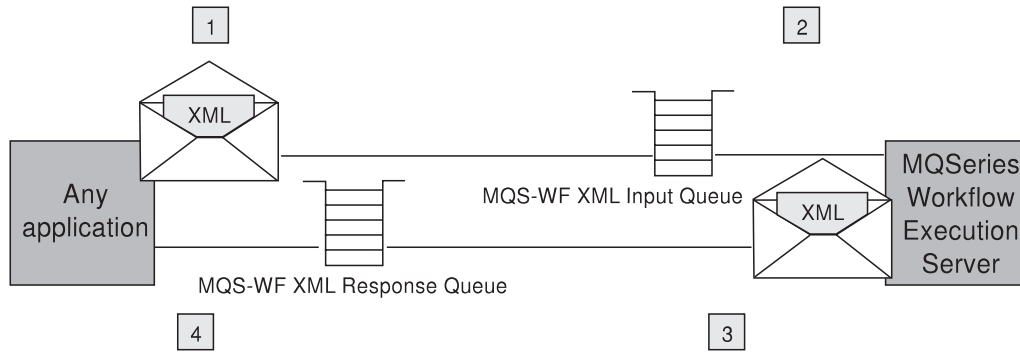 1
2
XML
Any
application
MQS-WF XML Input Queue
MQSeries
Workflow
Execution
Server
XML
MQS-WF XML Response Queue
4
3